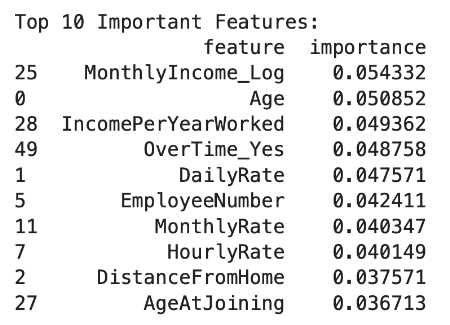 Top 10 Important Features:
feature importance
25 MonthlyIncome_Log 0.054332
0 Age 0.050852
28 IncomePerYearWorked 0.049362
49 OverTime_Yes 0.048758
1 DailyRate 0.047571
5 EmployeeNumber 0.042411
11 MonthlyRate 0.040347
7 HourlyRate 0.040149
2 DistanceFromHome 0.037571
27 AgeAtJoining 0.036713